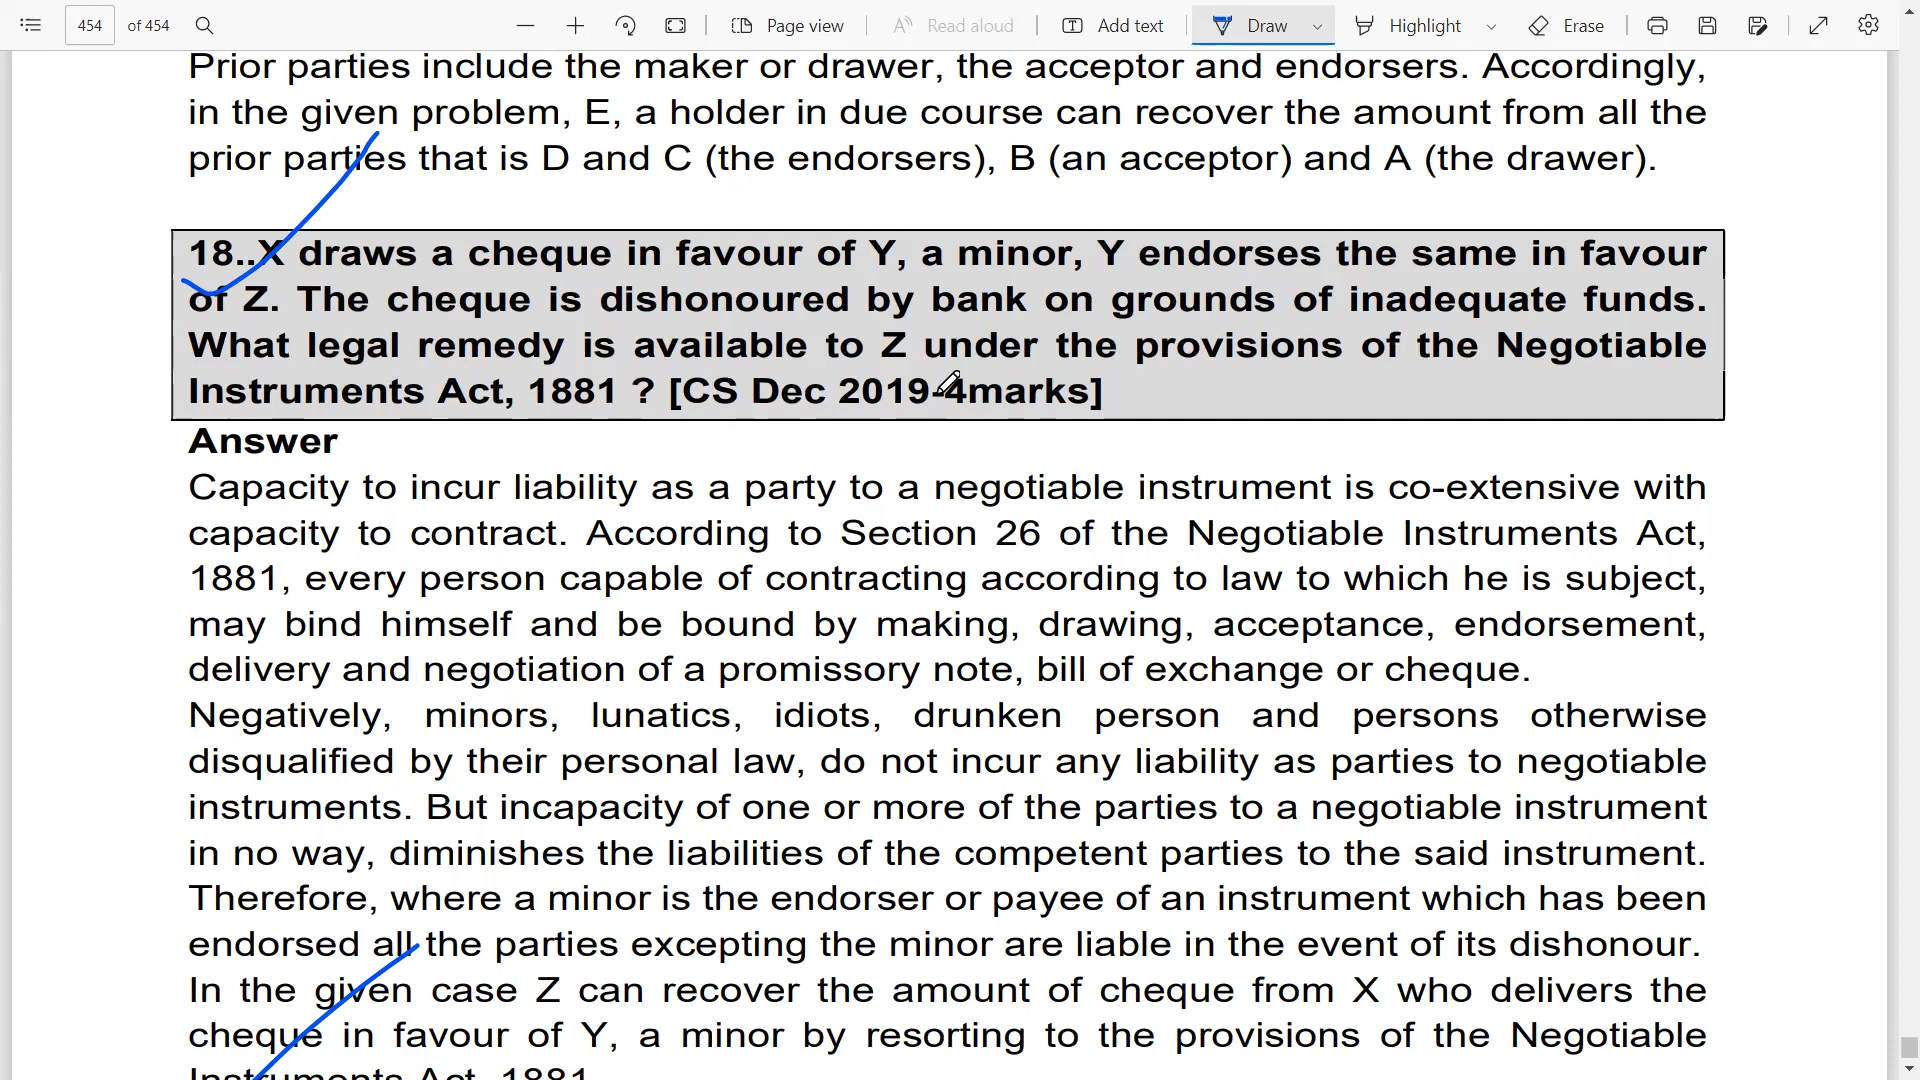 454 of 454 Page view Read aloud Add text Draw Highlight Erase
Prior parties include the maker or drawer, the acceptor and endorsers. Accordingly,
in the given problem, E, a holder in due course can recover the amount from all the
prior parties that is D and C (the endorsers), B (an acceptor) and A (the drawer).
18..X draws a cheque in favour of Y, a minor, Y endorses the same in favour
of Z. The cheque is dishonoured by bank on grounds of inadequate funds.
What legal remedy is available to Z under the provisions of the Negotiable
Instruments Act, 1881 ? [CS Dec 2019-4marks]
Answer
Capacity to incur liability as a party to a negotiable instrument is co-extensive with
capacity to contract. According to Section 26 of the Negotiable Instruments Act,
1881, every person capable of contracting according to law to which he is subject,
may bind himself and be bound by making, drawing, acceptance, endorsement,
delivery and negotiation of a promissory note, bill of exchange or cheque.
Negatively, minors, lunatics, idiots, drunken person and persons otherwise
disqualified by their personal law, do not incur any liability as parties to negotiable
instruments. But incapacity of one or more of the parties to a negotiable instrument
in no way, diminishes the liabilities of the competent parties to the said instrument.
Therefore, where a minor is the endorser or payee of an instrument which has been
endorsed all the parties excepting the minor are liable in the event of its dishonour.
In the given case Z can recover the amount of cheque from X who delivers the
cheque in favour of Y, a minor by resorting to the provisions of the Negotiable
Instruments Act, 1881